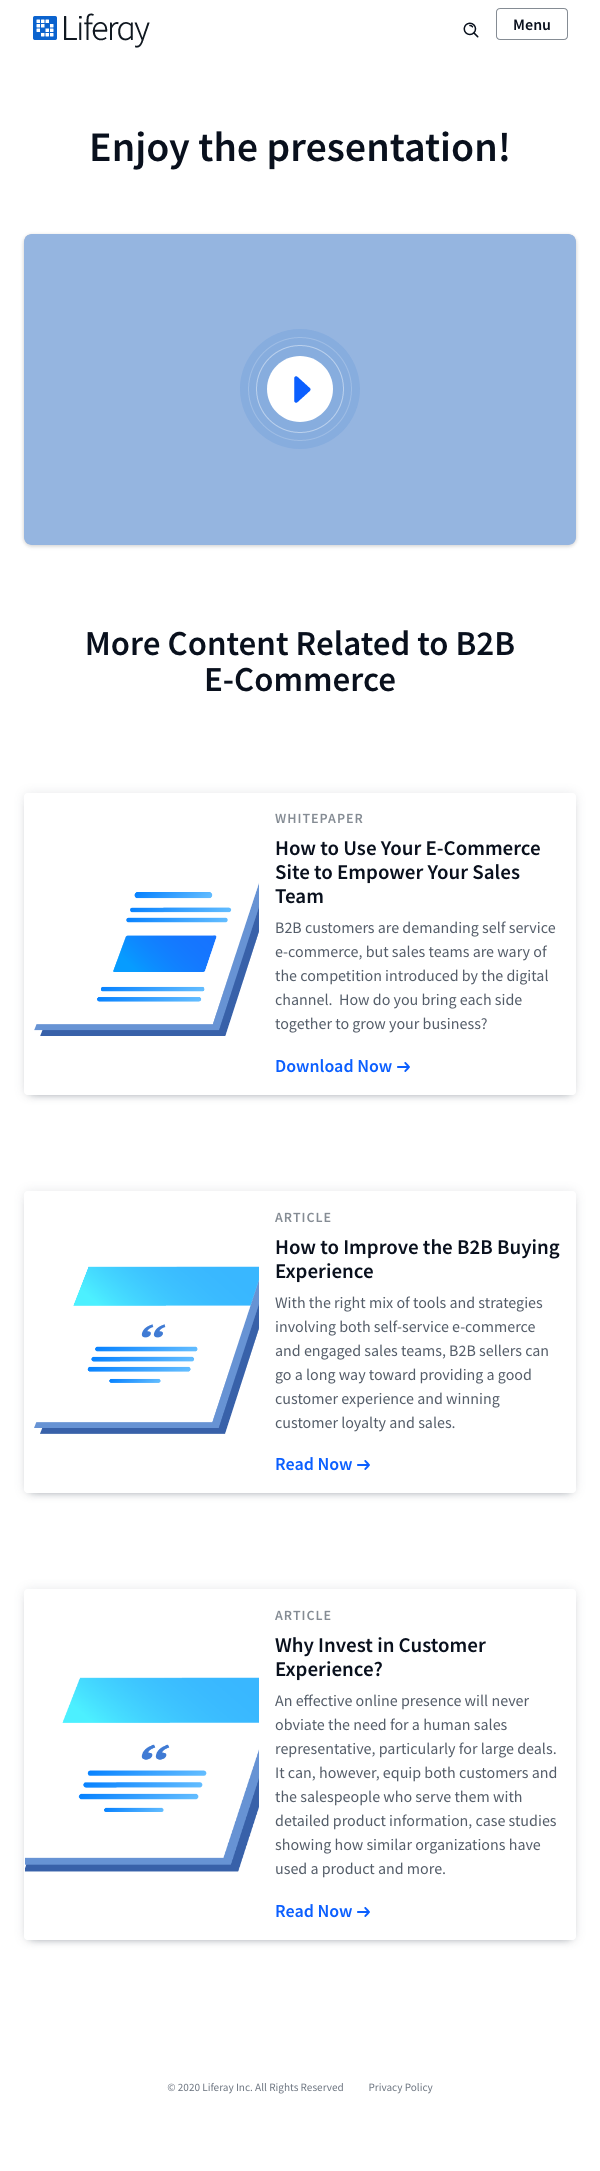 Liferay
Menu
Enjoy the presentation!
More Content Related to B2B
E-Commerce
WHITEPAPER
How to Use Your E-Commerce
Site to Empower Your Sales
Team
B2B customers are demanding self service
e-commerce, but sales teams are wary of
the competition introduced by the digital
channel.  How do you bring each side
together to grow your business?
Download Now →
ARTICLE
How to Improve the B2B Buying
Experience
With the right mix of tools and strategies
involving both self-service e-commerce
and engaged sales teams, B2B sellers can
go a long way toward providing a good
customer experience and winning
customer loyalty and sales.
Read Now →
ARTICLE
Why Invest in Customer
Experience?
An effective online presence will never
obviate the need for a human sales
representative, particularly for large deals.
It can, however, equip both customers and
the salespeople who serve them with
detailed product information, case studies
showing how similar organizations have
used a product and more.
Read Now →
© 2020 Liferay Inc. All Rights Reserved Privacy Policy